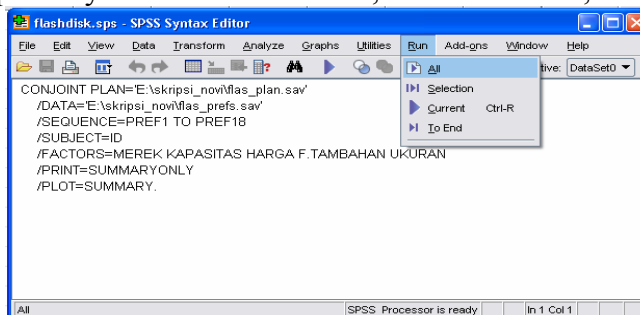 flashdisk.sps - SPSS Syntax Editor
File Edit View Data Transform Analyze Graphs Utilities Run Add-ons Window Help
tive: DataSet0
All
Selection
Current Ctrl-R
To End
CONJOINT PLAN='E:\skripsi_novi\flas_plan.sav'
/DATA='E:\skripsi_novi\flas_prefs.sav'
/SEQUENCE=PREF1 TO PREF18
/SUBJECT=ID
/FACTORS=MEREK KAPASITAS HARGA F.TAMBAHAN UKURAN
/PRINT=SUMMARYONLY
/PLOT=SUMMARY.
All SPSS Processor is ready In 1 Col 1